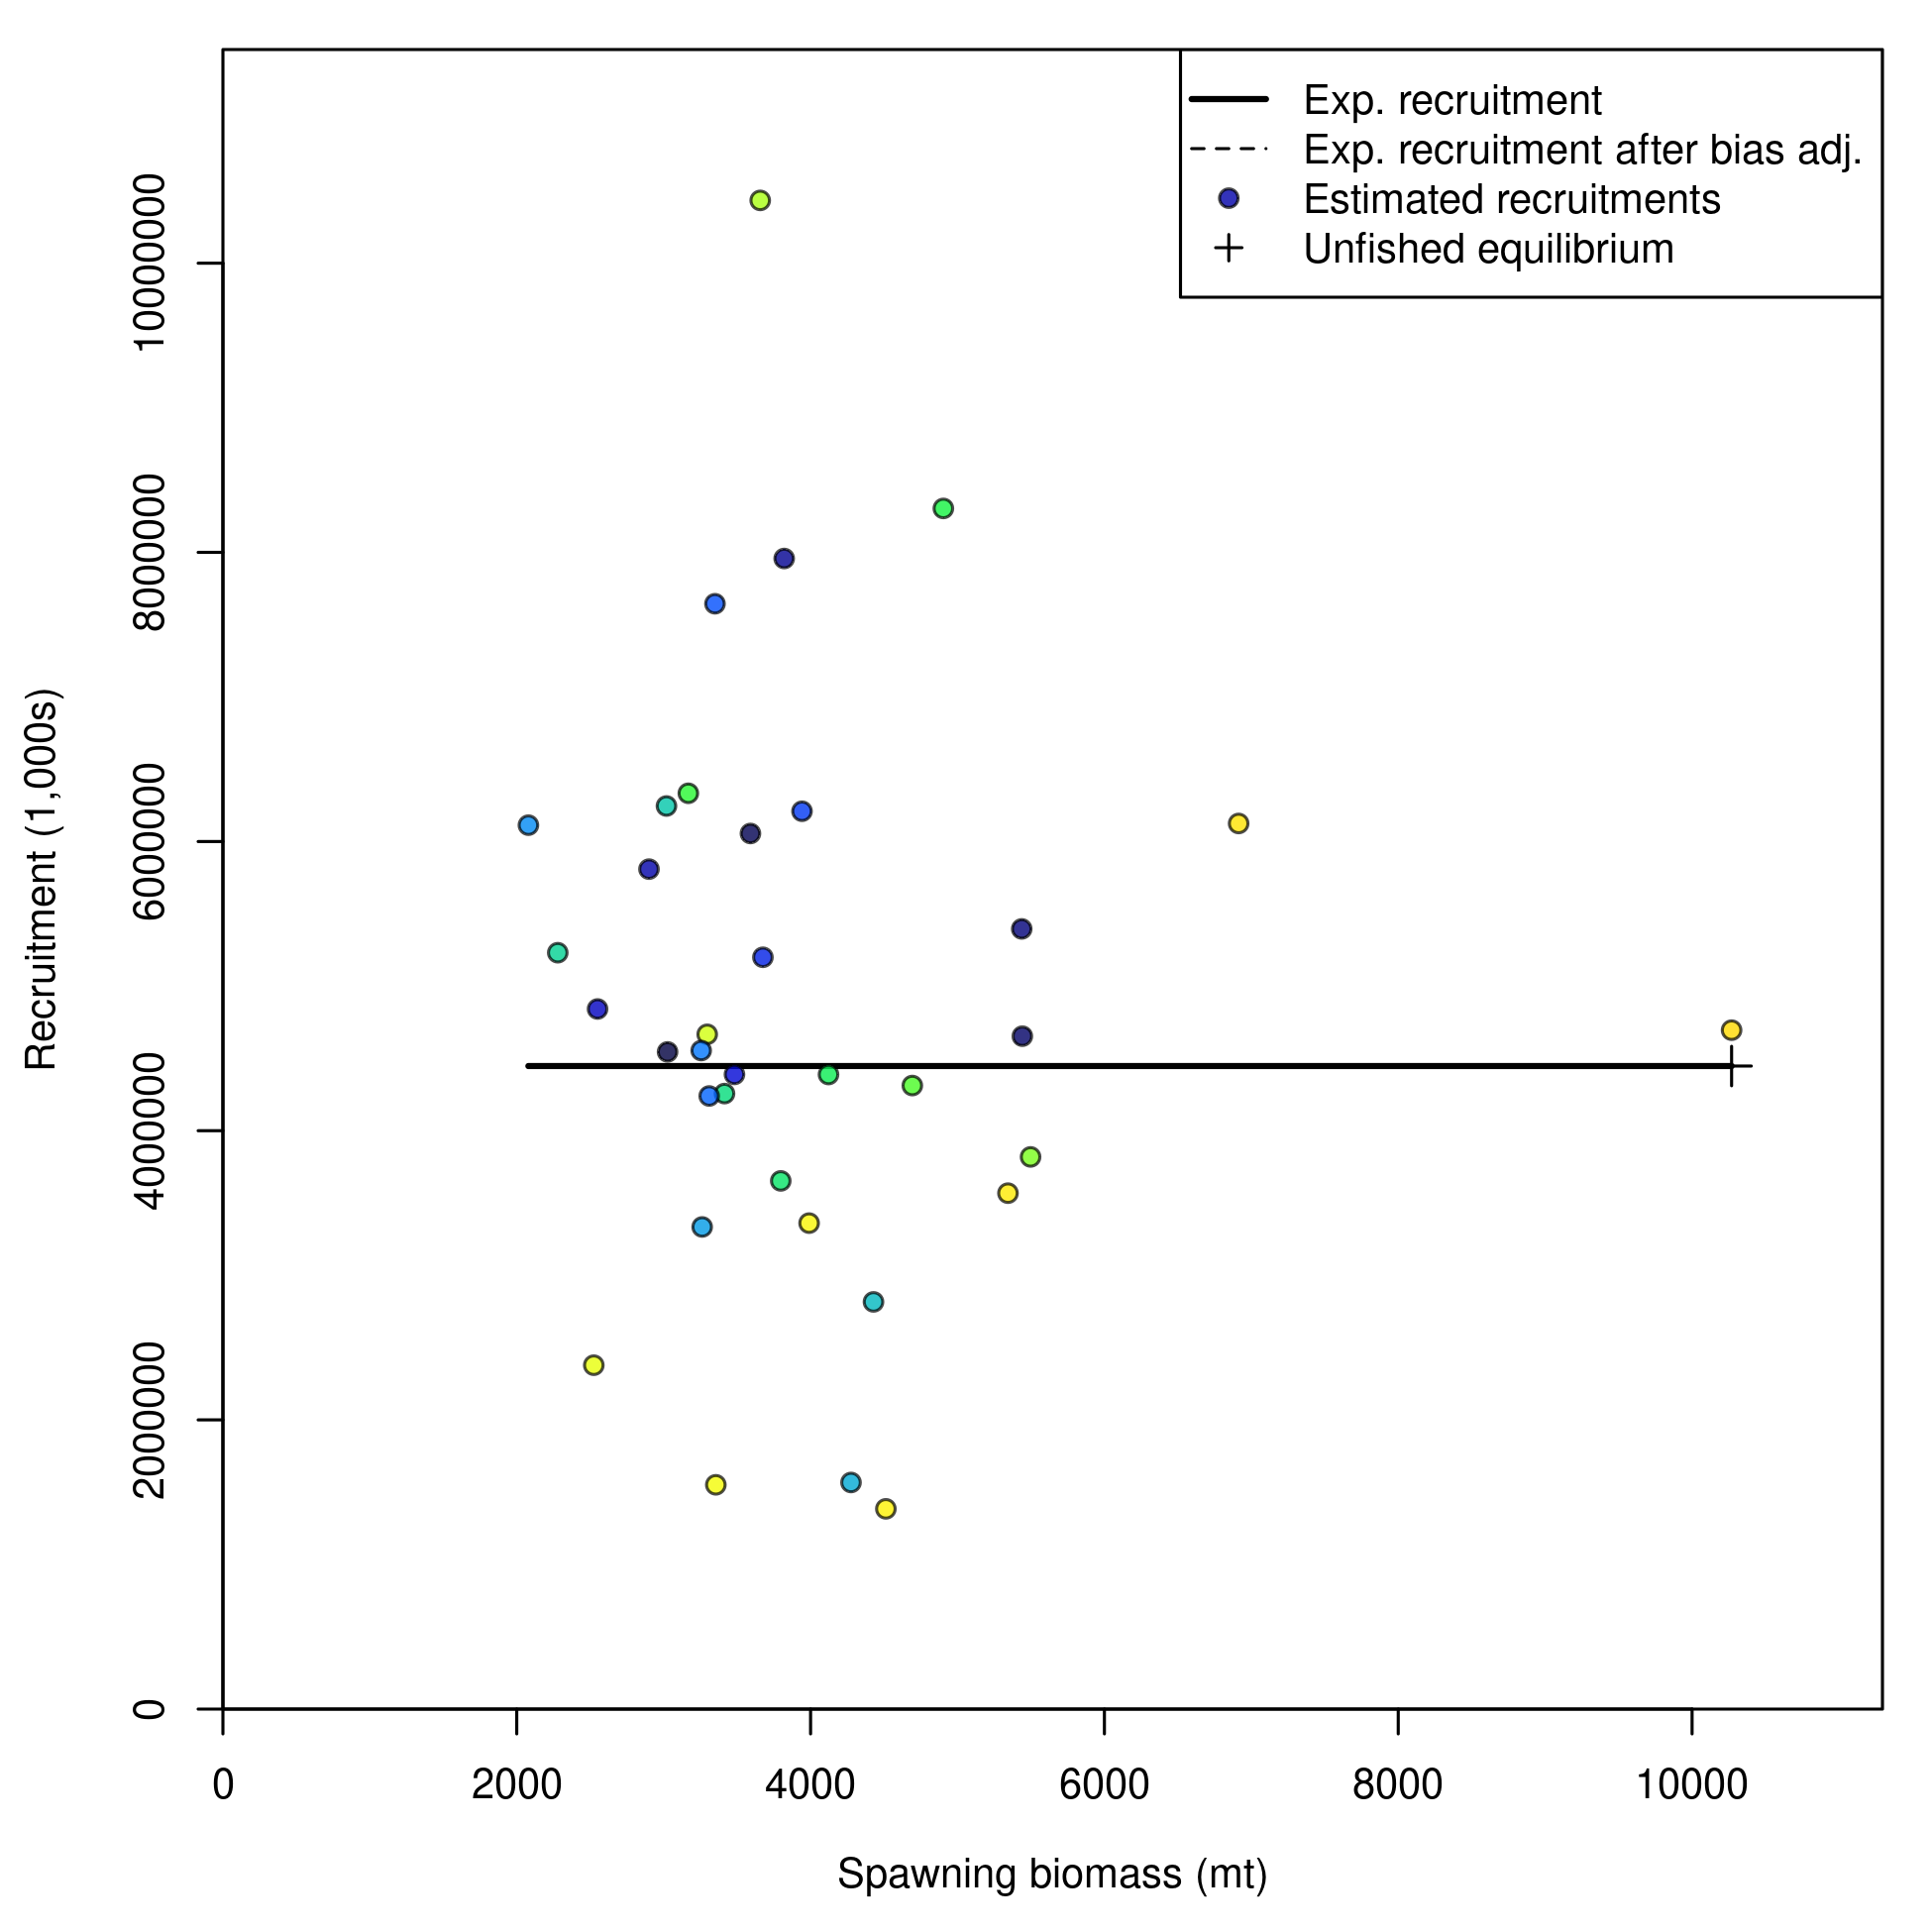 Exp. recruitment
Exp. recruitment after bias adj.
Estimated recruitments
Unfished equilibrium
Recruitment (1,000s)
10000000
8000000
6000000
4000000
2000000
0
0 2000 4000 6000 8000 10000
Spawning biomass (mt)